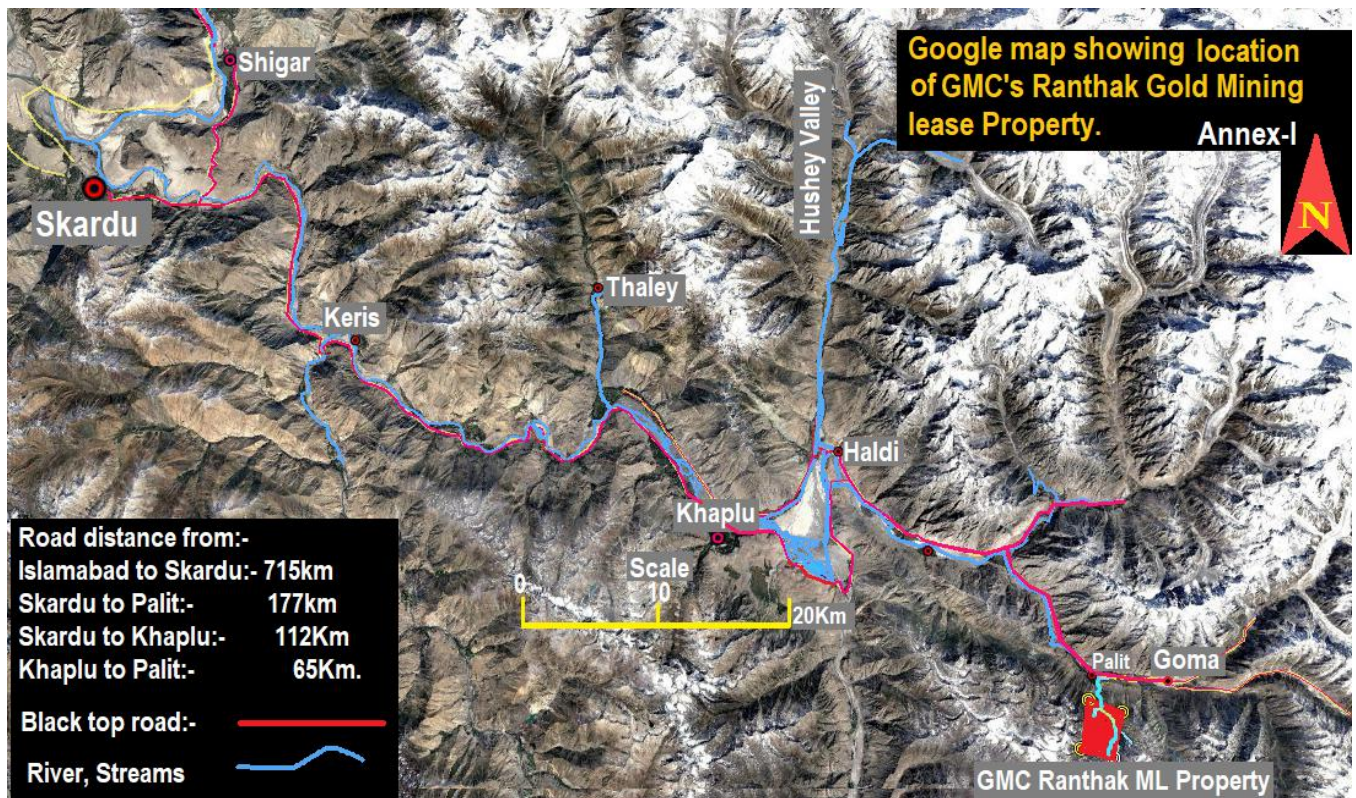 Google map showing location
of GMC's Ranthak Gold Mining
lease Property.
Annex-I
N
Shigar
Skardu
Hushey Valley
Thaley
Keris
Haldi
Khaplu
Scale
0
10
20Km
Palit
Goma
GMC Ranthak ML Property
Road distance from:-
Islamabad to Skardu:- 715km
Skardu to Palit:- 177km
Skardu to Khaplu:- 112Km
Khaplu to Palit:- 65Km.
Black top road:-
River, Streams